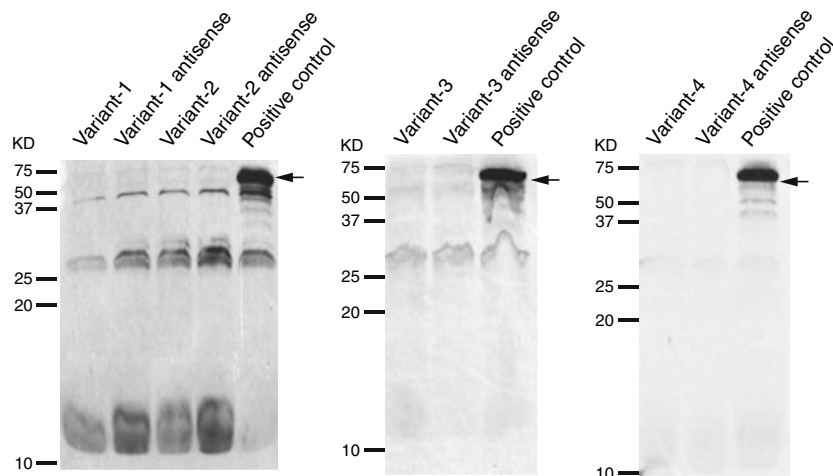 Variant-1
Variant-1 antisense
Variant-2
Variant-2 antisense
Positive control
KD
75
50
37
25
20
10
Variant-3
Variant-3 antisense
Positive control
KD
75
50
37
25
20
10
Variant-4
Variant-4 antisense
Positive control
KD
75
50
37
25
20
10